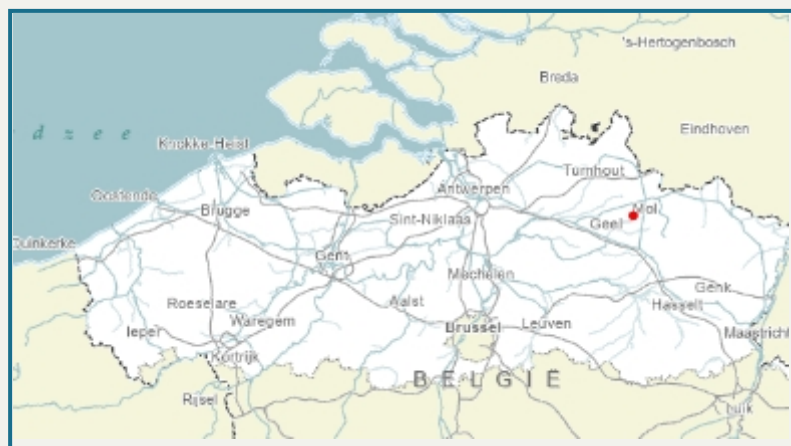 's-Hertogenbosch
Breda
d z e e
Eindhoven
Knokke-Heist
Turnhout
Oostende
Antwerpen
Mol
Brugge
Sint-Niklaas
Geel
Duinkerke
Gent
Mechelen
Genk
Roeselare
Aalst
Hasselt
Ieper
Waregem
Brussel
Leuven
Maastricht
Kortrijk
BELGIË
Rijsel
Luik